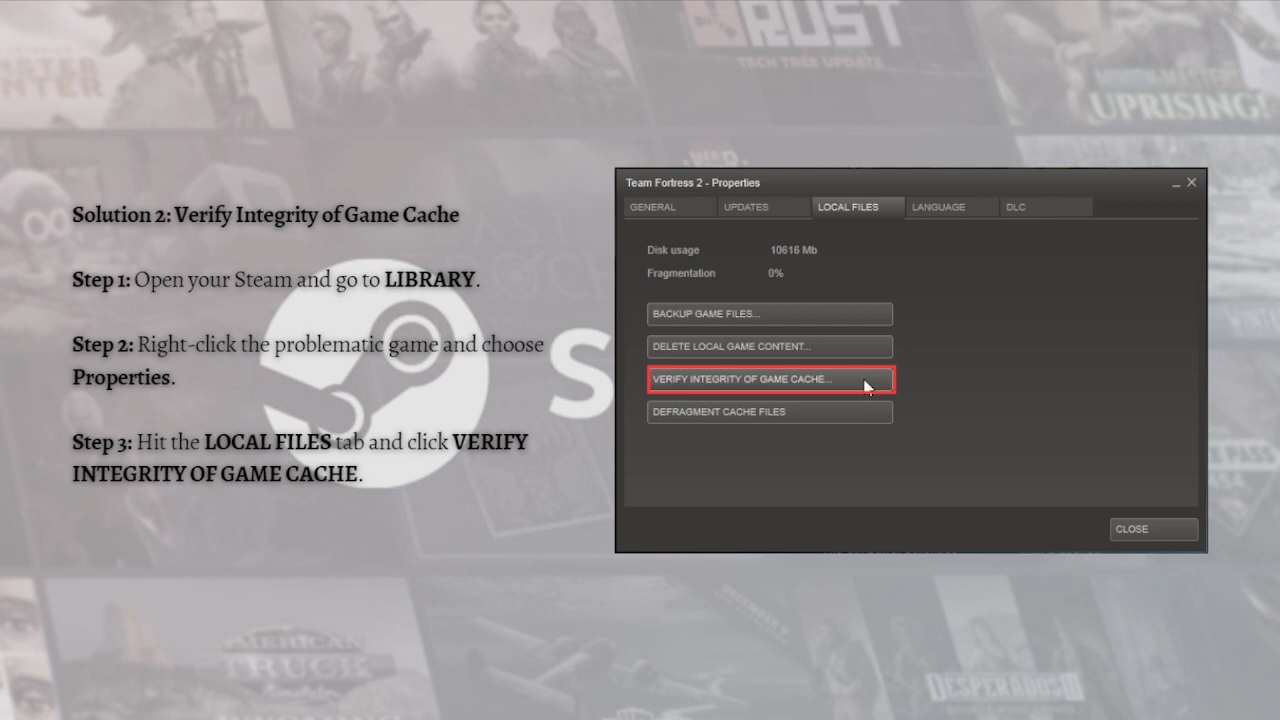 RUST
TECH TREE UPDATE
UPRISING!
Solution 2: Verify Integrity of Game Cache
Step 1: Open your Steam and go to LIBRARY.
Step 2: Right-click the problematic game and choose
Properties.
Step 3: Hit the LOCAL FILES tab and click VERIFY
INTEGRITY OF GAME CACHE.
S
Team Fortress 2 - Properties
GENERAL UPDATES LOCAL FILES LANGUAGE DLC
Disk usage 10616 Mb
Fragmentation 0%
BACKUP GAME FILES...
DELETE LOCAL GAME CONTENT...
VERIFY INTEGRITY OF GAME CACHE...
DEFRAGMENT CACHE FILES
CLOSE
AMERICAN
TRUCK
DESPERADOS III